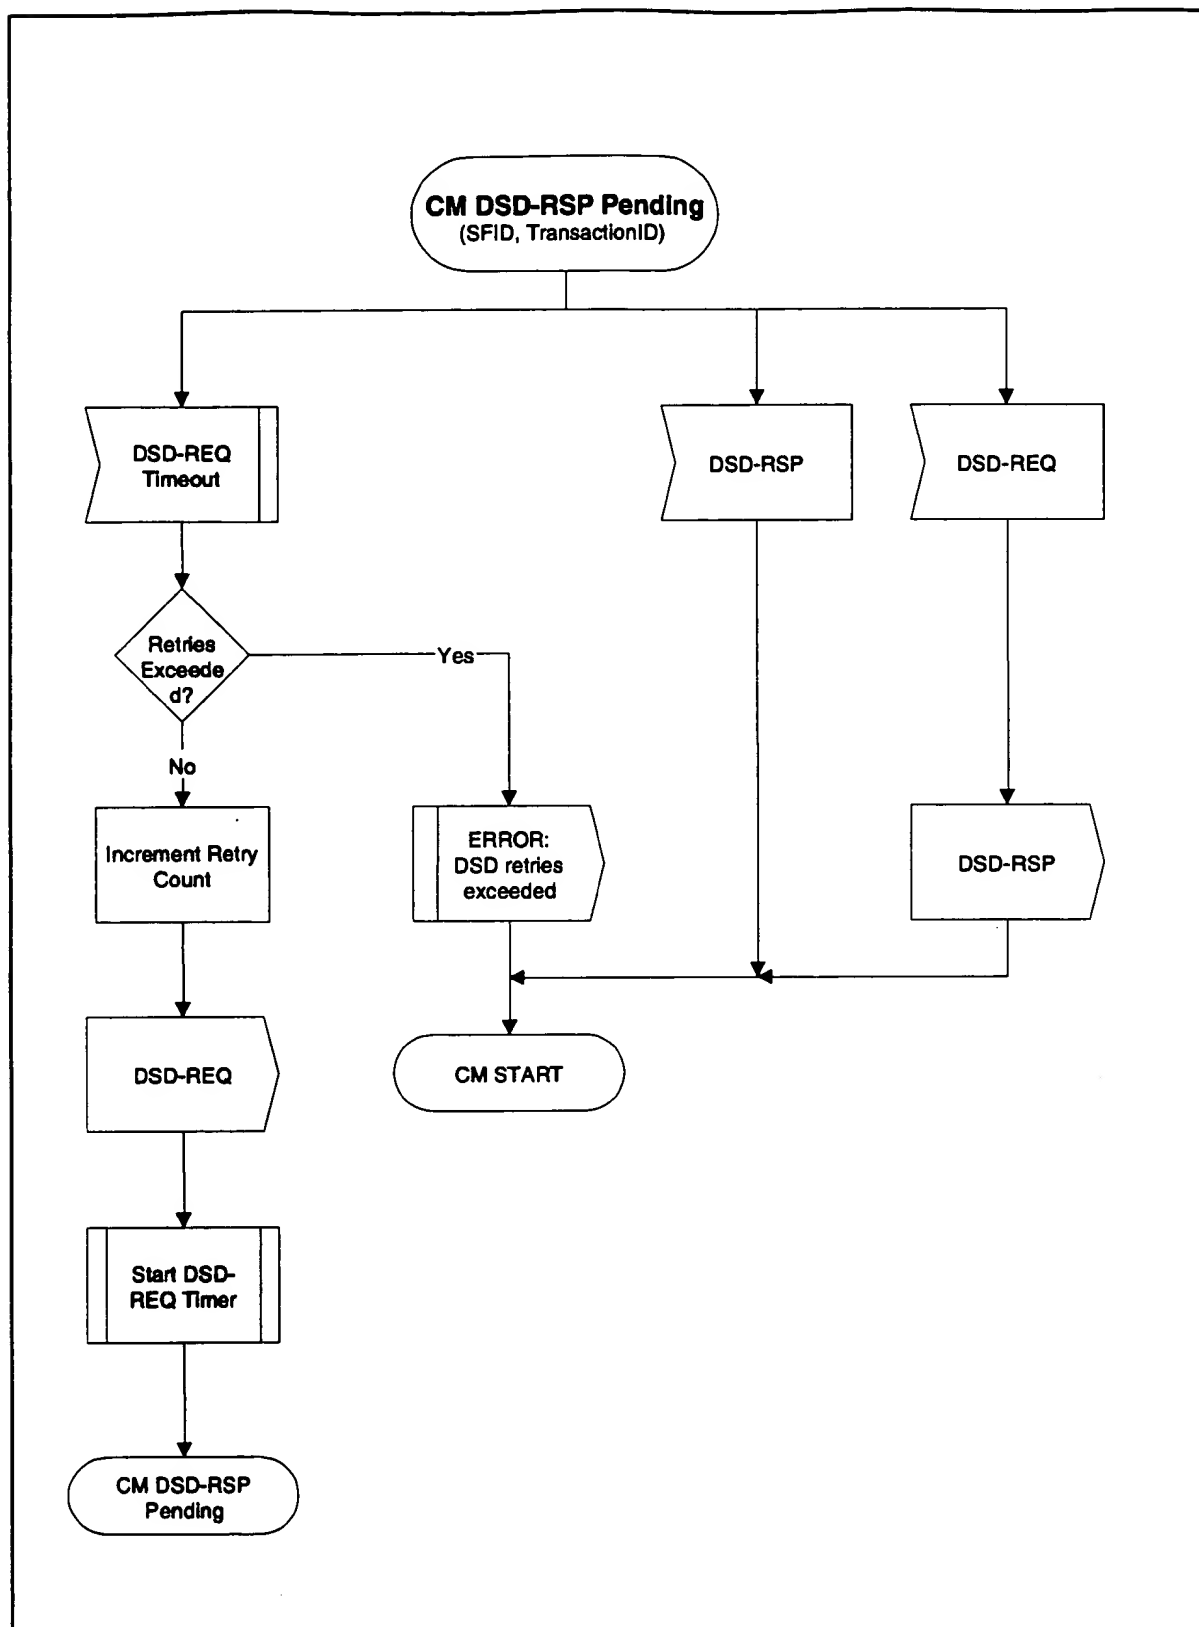 CM DSD-RSP Pending
(SFID, TransactionID)
DSD-REQ
Timeout
DSD-RSP
DSD-REQ
Retries
Exceede
d?
Yes
No
Increment Retry
Count
ERROR:
DSD retries
exceeded
DSD-RSP
DSD-REQ
CM START
Start DSD-
REQ Timer
CM DSD-RSP
Pending